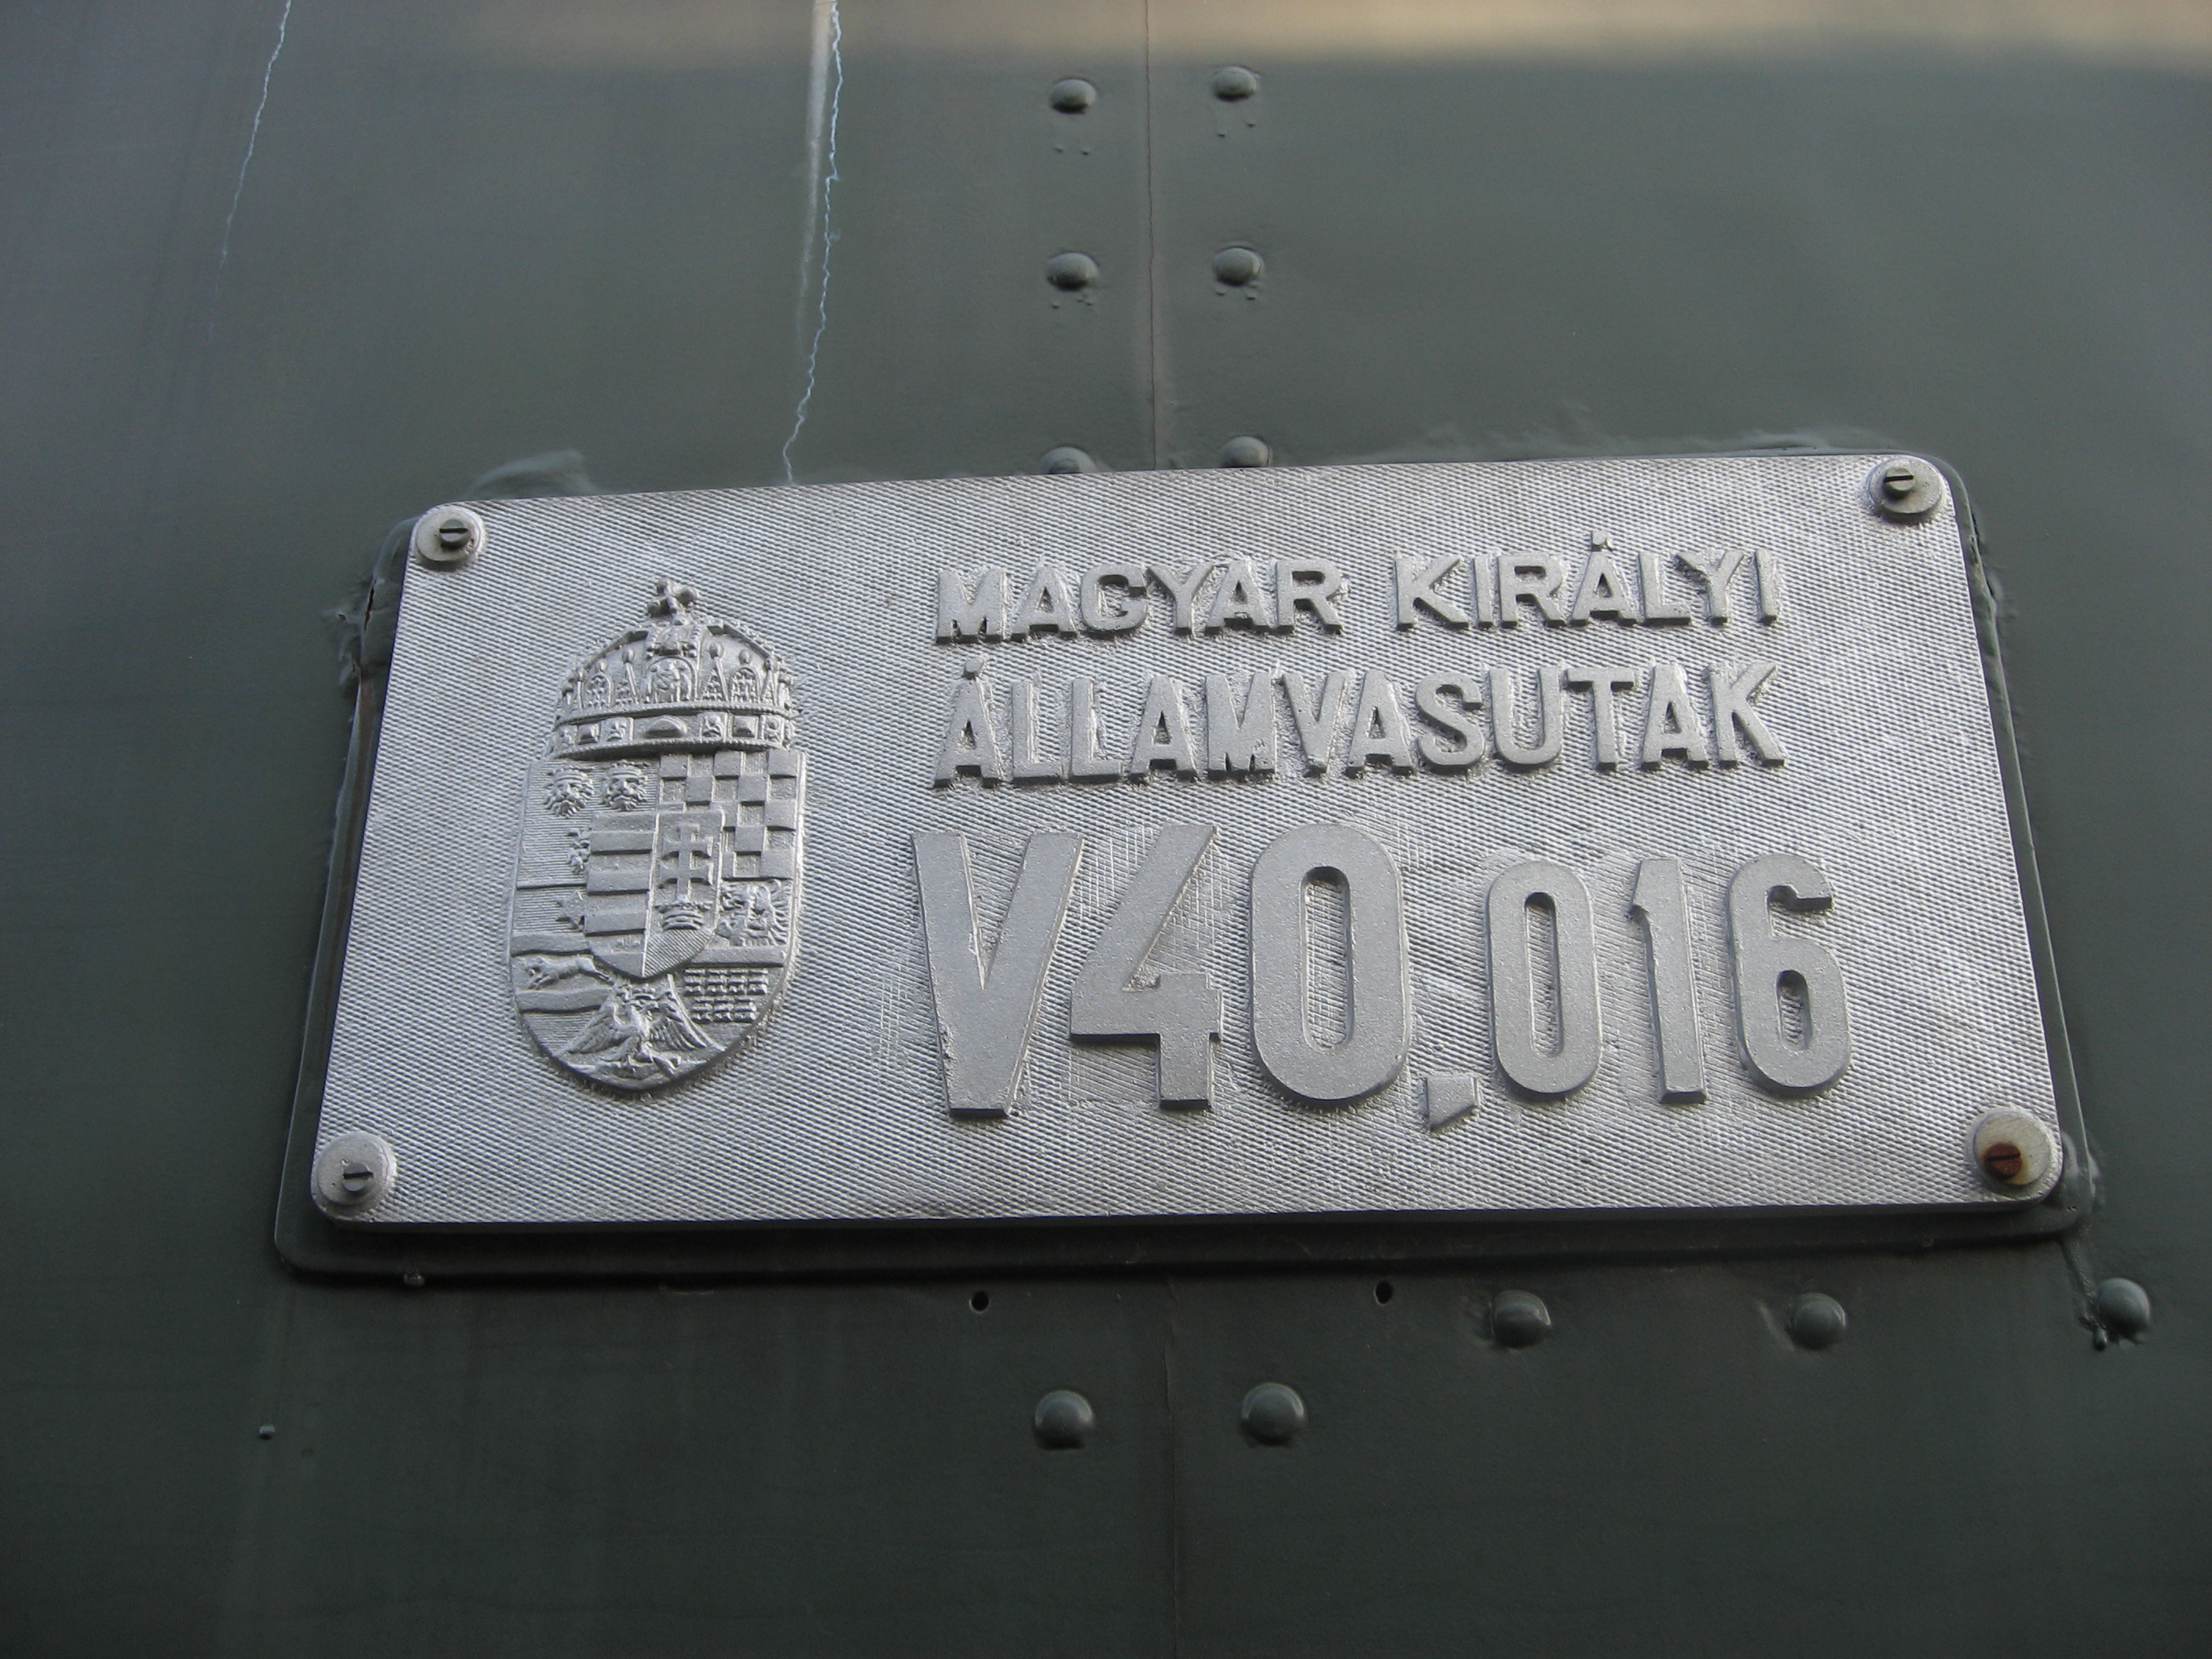 MAGYAR KIRÁLYI
ÁLLAMVASUTAK
V40,016